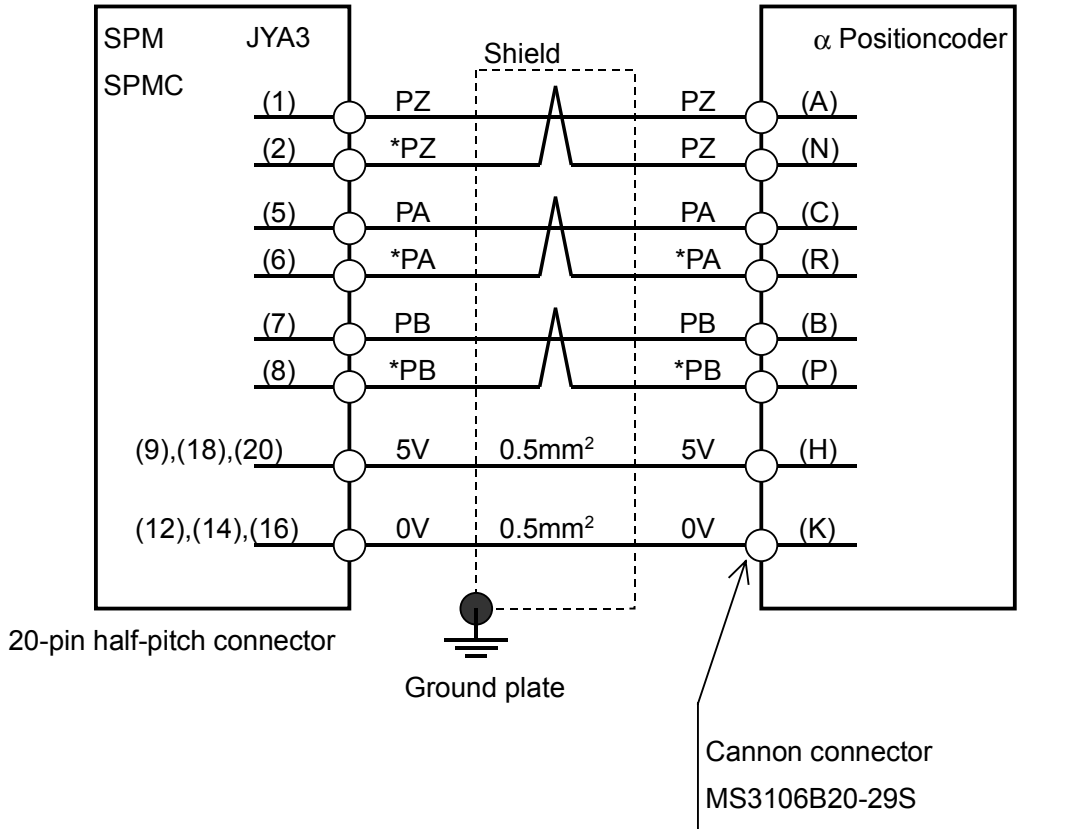 SPM JYA3
SPMC
α Positioncoder
Shield
(1) PZ PZ (A)
(2) *PZ PZ (N)
(5) PA PA (C)
(6) *PA *PA (R)
(7) PB PB (B)
(8) *PB *PB (P)
(9),(18),(20) 5V 0.5mm² 5V (H)
(12),(14),(16) 0V 0.5mm² 0V (K)
20-pin half-pitch connector
Ground plate
Cannon connector
MS3106B20-29S